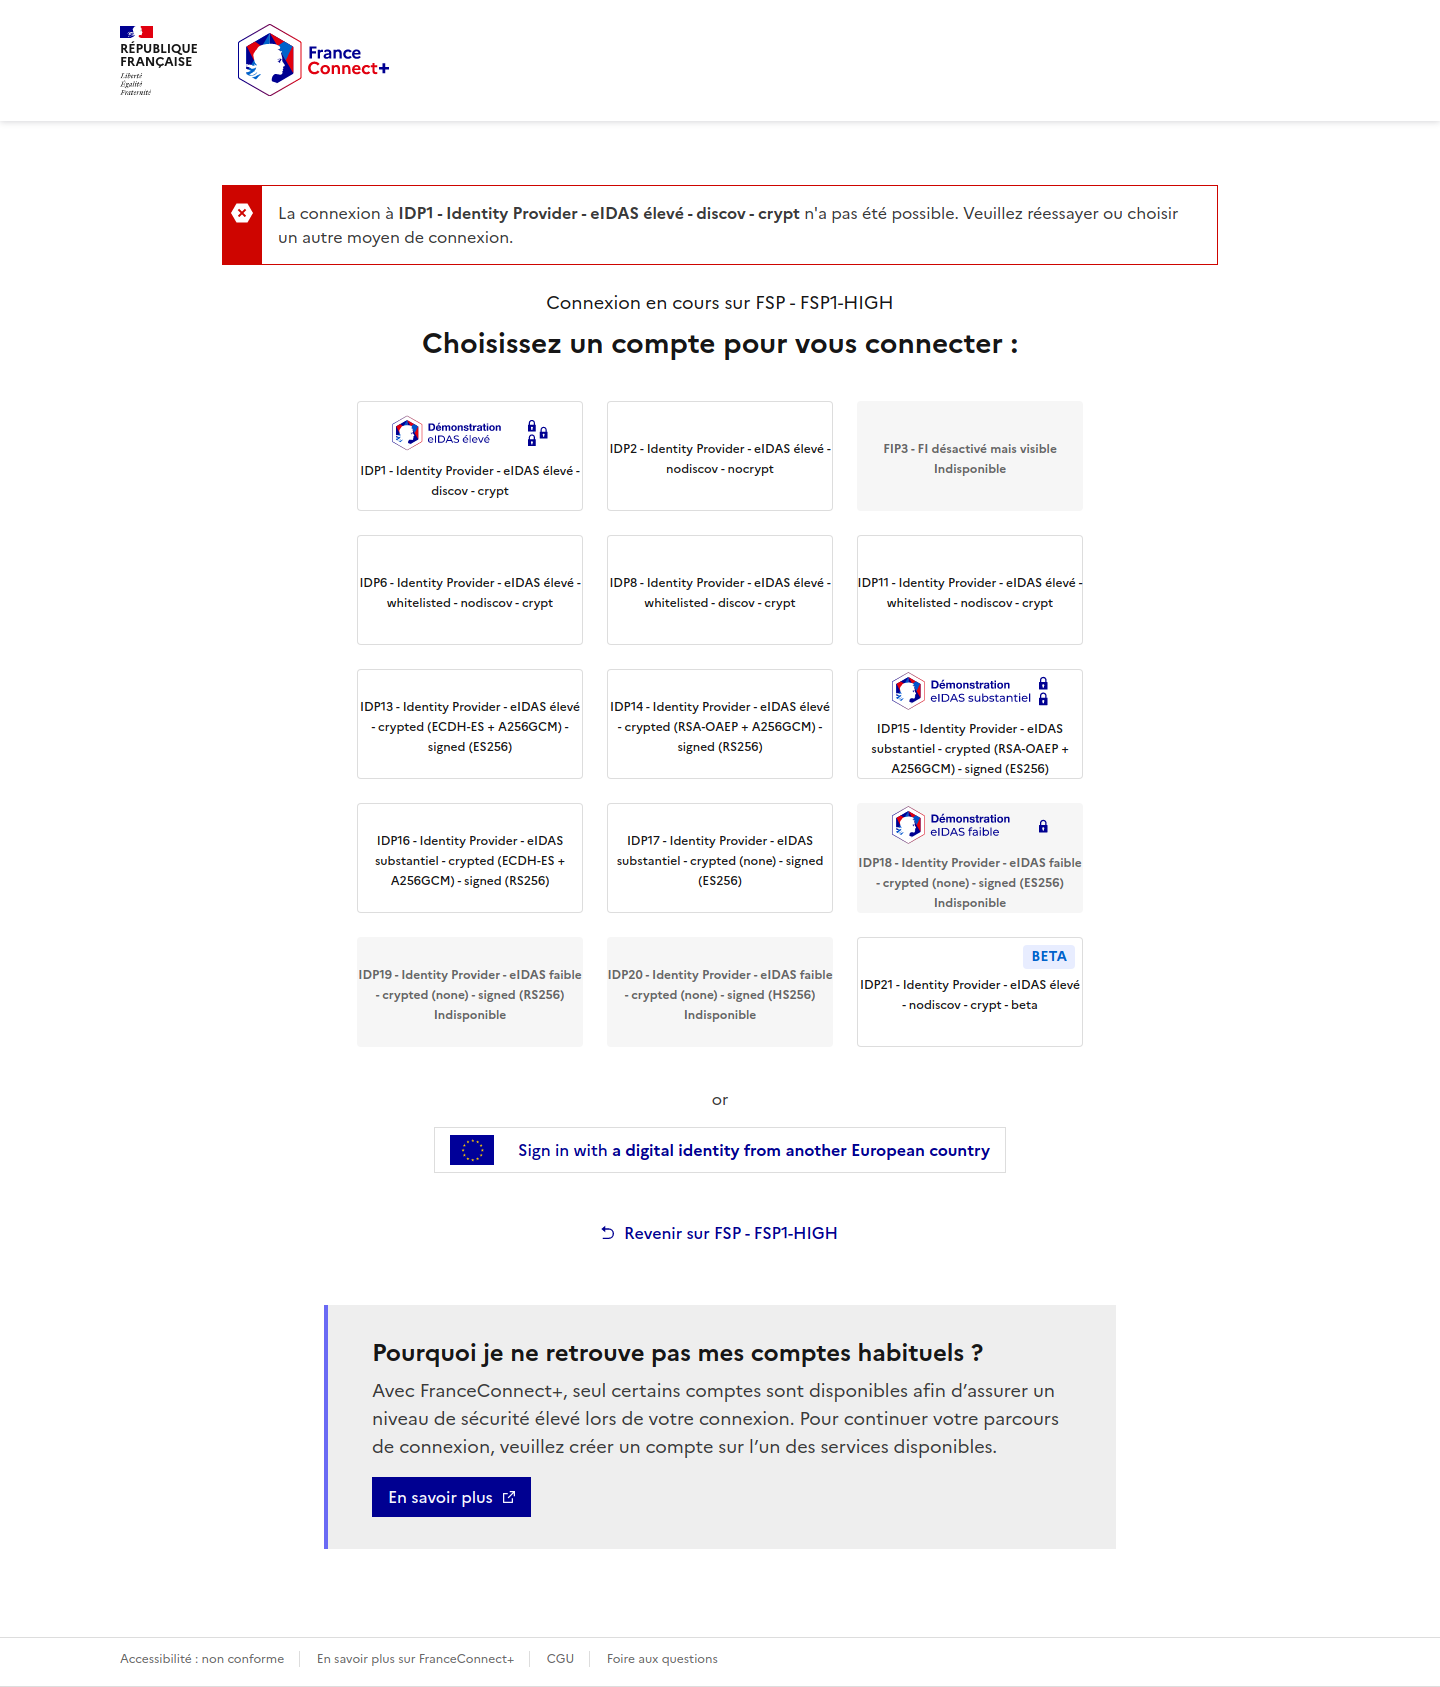 RÉPUBLIQUE
FRANÇAISE
Liberté
Égalité
Fraternité
France
Connect+
La connexion à IDP1 - Identity Provider - eIDAS élevé - discov - crypt n'a pas été possible. Veuillez réessayer ou choisir
un autre moyen de connexion.
Connexion en cours sur FSP - FSP1-HIGH
Choisissez un compte pour vous connecter :
Démonstration
eIDAS élevé
IDP1 - Identity Provider - eIDAS élevé -
discov - crypt
IDP2 - Identity Provider - eIDAS élevé -
nodiscov - nocrypt
FIP3 - FI désactivé mais visible
Indisponible
IDP6 - Identity Provider - eIDAS élevé -
whitelisted - nodiscov - crypt
IDP8 - Identity Provider - eIDAS élevé -
whitelisted - discov - crypt
IDP11 - Identity Provider - eIDAS élevé -
whitelisted - nodiscov - crypt
IDP13 - Identity Provider - eIDAS élevé
- crypted (ECDH-ES + A256GCM) -
signed (ES256)
IDP14 - Identity Provider - eIDAS élevé
- crypted (RSA-OAEP + A256GCM) -
signed (RS256)
Démonstration
eIDAS substantiel
IDP15 - Identity Provider - eIDAS
substantiel - crypted (RSA-OAEP +
A256GCM) - signed (ES256)
IDP16 - Identity Provider - eIDAS
substantiel - crypted (ECDH-ES +
A256GCM) - signed (RS256)
IDP17 - Identity Provider - eIDAS
substantiel - crypted (none) - signed
(ES256)
Démonstration
eIDAS faible
IDP18 - Identity Provider - eIDAS faible
- crypted (none) - signed (ES256)
Indisponible
IDP19 - Identity Provider - eIDAS faible
- crypted (none) - signed (RS256)
Indisponible
IDP20 - Identity Provider - eIDAS faible
- crypted (none) - signed (HS256)
Indisponible
BETA
IDP21 - Identity Provider - eIDAS élevé
- nodiscov - crypt - beta
or
Sign in with a digital identity from another European country
Revenir sur FSP - FSP1-HIGH
Pourquoi je ne retrouve pas mes comptes habituels ?
Avec FranceConnect+, seul certains comptes sont disponibles afin d’assurer un
niveau de sécurité élevé lors de votre connexion. Pour continuer votre parcours
de connexion, veuillez créer un compte sur l’un des services disponibles.
En savoir plus
Accessibilité : non conforme
En savoir plus sur FranceConnect+
CGU
Foire aux questions